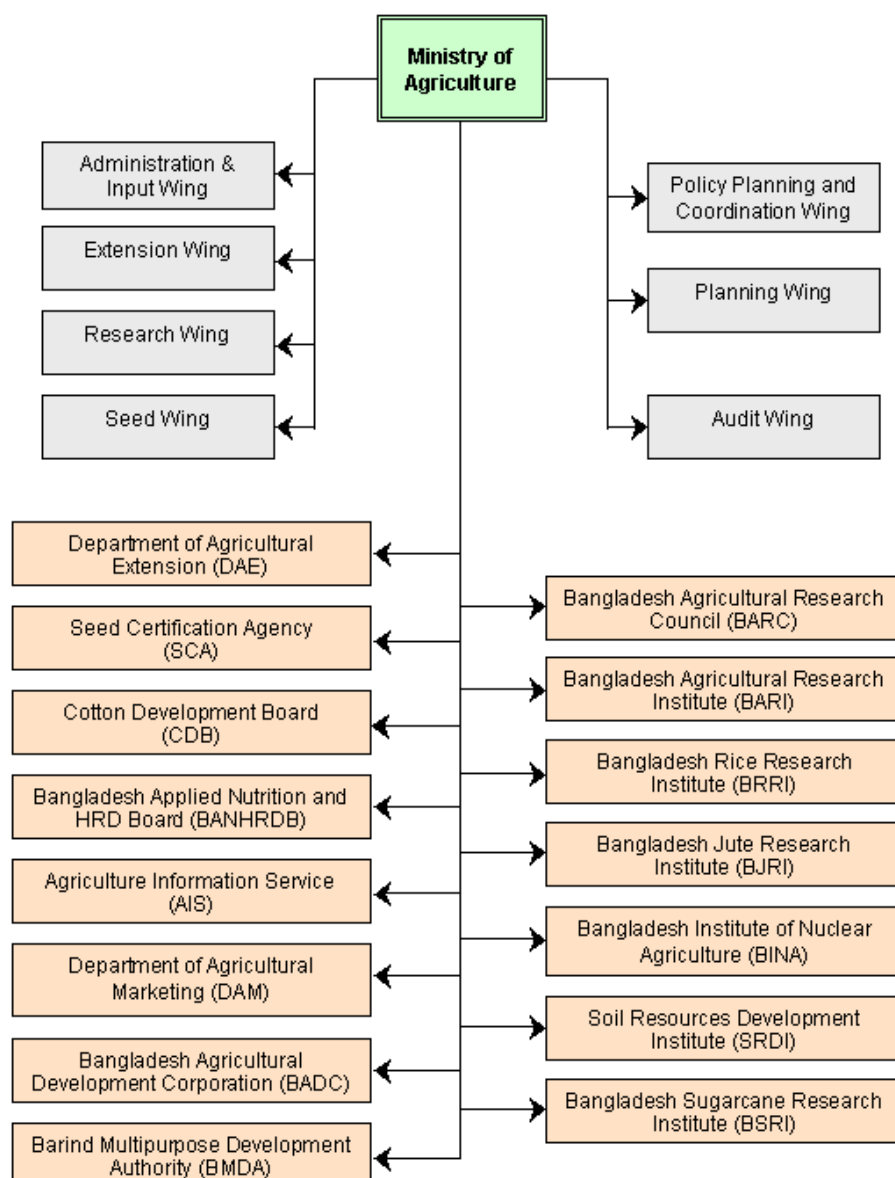 Ministry of
Agriculture
Administration &
Input Wing
Extension Wing
Research Wing
Seed Wing
Policy Planning and
Coordination Wing
Planning Wing
Audit Wing
Department of Agricultural
Extension (DAE)
Seed Certification Agency
(SCA)
Cotton Development Board
(CDB)
Bangladesh Applied Nutrition and
HRD Board (BANHRDB)
Agriculture Information Service
(AIS)
Department of Agricultural
Marketing (DAM)
Bangladesh Agricultural
Development Corporation (BADC)
Barind Multipurpose Development
Authority (BMDA)
Bangladesh Agricultural Research
Council (BARC)
Bangladesh Agricultural Research
Institute (BARI)
Bangladesh Rice Research
Institute (BRRI)
Bangladesh Jute Research
Institute (BJRI)
Bangladesh Institute of Nuclear
Agriculture (BINA)
Soil Resources Development
Institute (SRDI)
Bangladesh Sugarcane Research
Institute (BSRI)